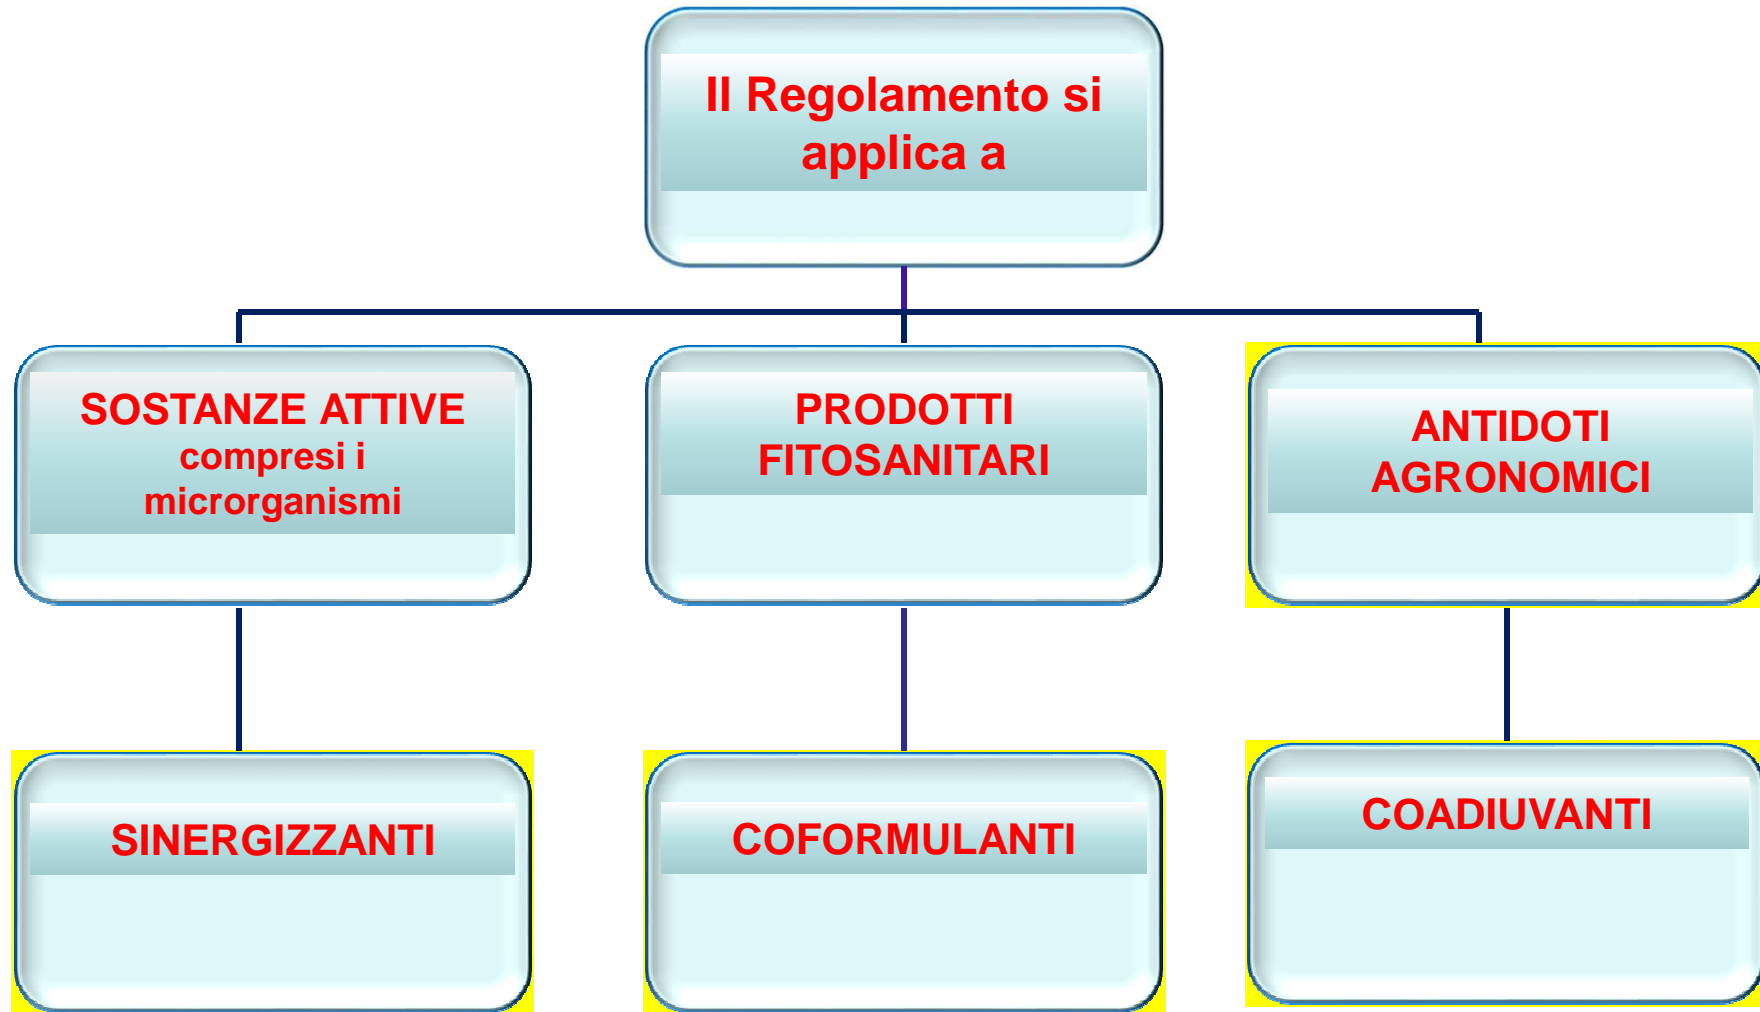 Il Regolamento si
applica a
SOSTANZE ATTIVE
compresi i
microrganismi
PRODOTTI
FITOSANITARI
ANTIDOTI
AGRONOMICI
SINERGIZZANTI
COFORMULANTI
COADIUVANTI